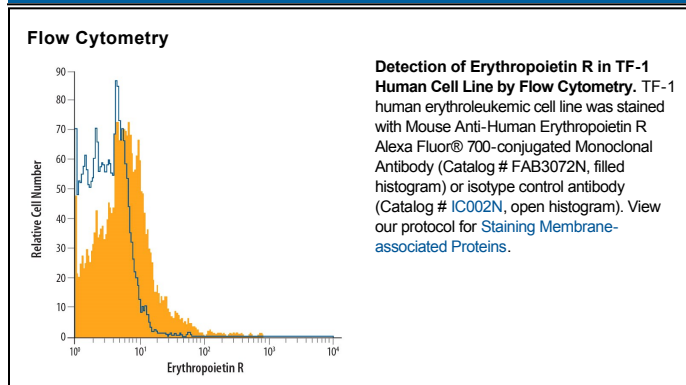 Flow Cytometry
90
80
70
60
50
40
30
20
10
0
Relative Cell Number
10⁰ 10¹ 10² 10³ 10⁴
Erythropoietin R
Detection of Erythropoietin R in TF-1
Human Cell Line by Flow Cytometry. TF-1
human erythroleukemic cell line was stained
with Mouse Anti-Human Erythropoietin R
Alexa Fluor® 700-conjugated Monoclonal
Antibody (Catalog # FAB3072N, filled
histogram) or isotype control antibody
(Catalog # IC002N, open histogram). View
our protocol for Staining Membrane-
associated Proteins.